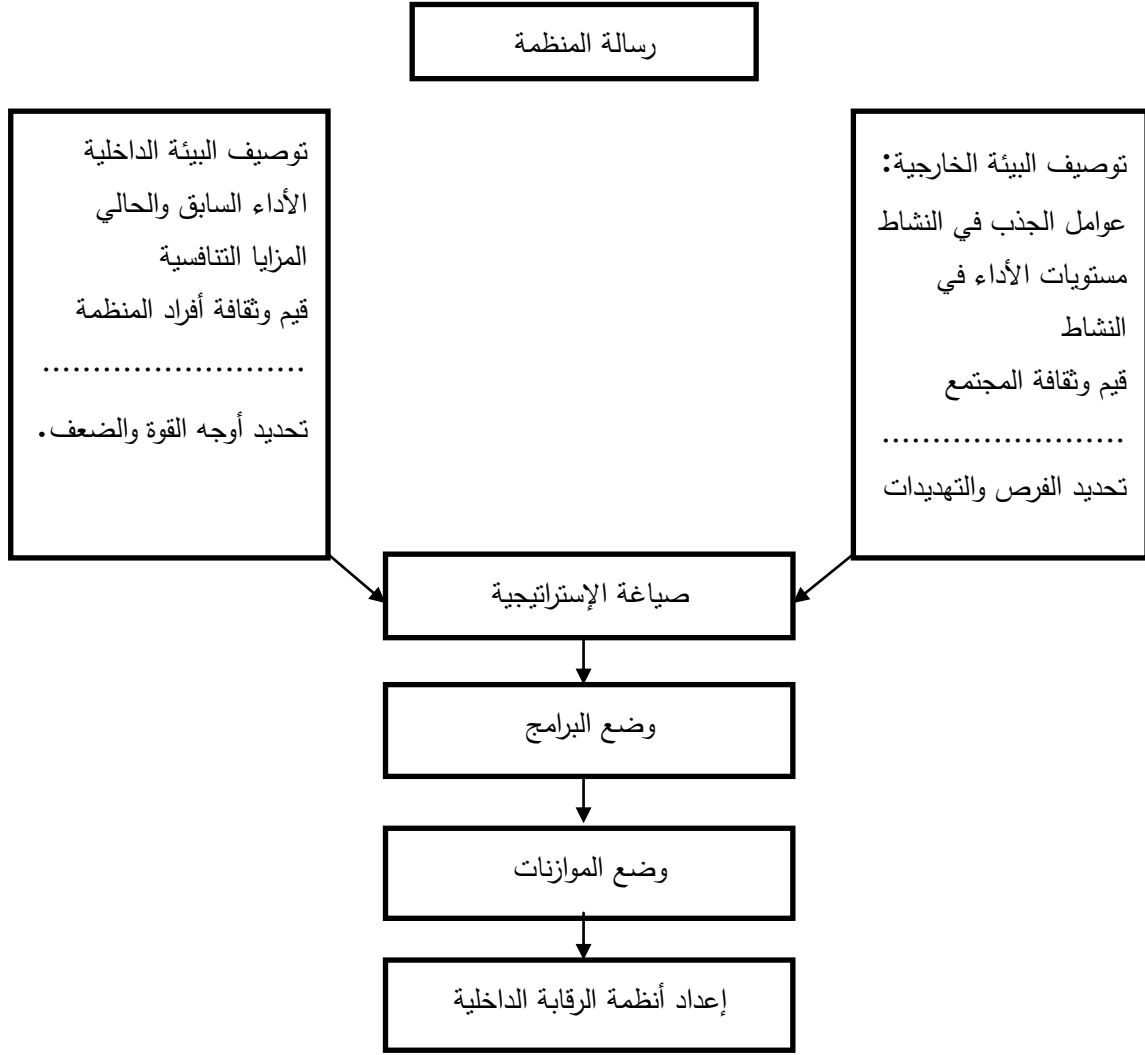 رسالة المنظمة
توصيف البيئة الخارجية:
عوامل الجذب في النشاط
مستويات الأداء في
النشاط
قيم وثقافة المجتمع
........................
تحديد الفرص والتهديدات
توصيف البيئة الداخلية
الأداء السابق والحالي
المزايا التنافسية
قيم وثقافة أفراد المنظمة
..........................
تحديد أوجه القوة والضعف.
صياغة الإستراتيجية
وضع البرامج
وضع الموازنات
إعداد أنظمة الرقابة الداخلية